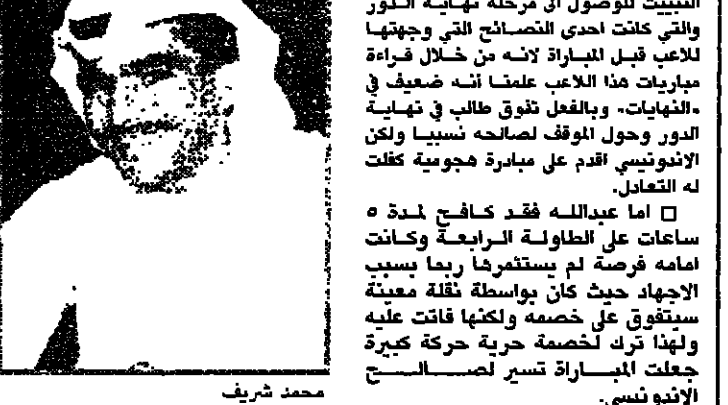 التبييت للوصول الى مرحلة نهاية الدور
والتي كانت احدى النصائح التي وجهتها
للاعب قبل المباراة لانه من خلال قراءة
مباريات هذا اللاعب علمنا أنه ضعيف في
«النهايات» وبالفعل تفوق طالب في نهاية
الدور وحول الموقف لصالحه نسبيا ولكن
الاندونيسي اقدم على مبادرة هجومية كفلت
له التعادل.
□ اما عبدالله فقد كافح لمدة ٥
ساعات على الطاولة الرابعة وكانت
امامه فرصة لم يستثمرها ربما بسبب
الاجهاد حيث كان بواسطة نقلة معينة
سيتفوق على خصمه ولكنها فاتت عليه
ولهذا ترك لخصمة حرية حركة كبيرة
جعلت المباراة تسير لصالح
الاندونيسي.
محمد شريف